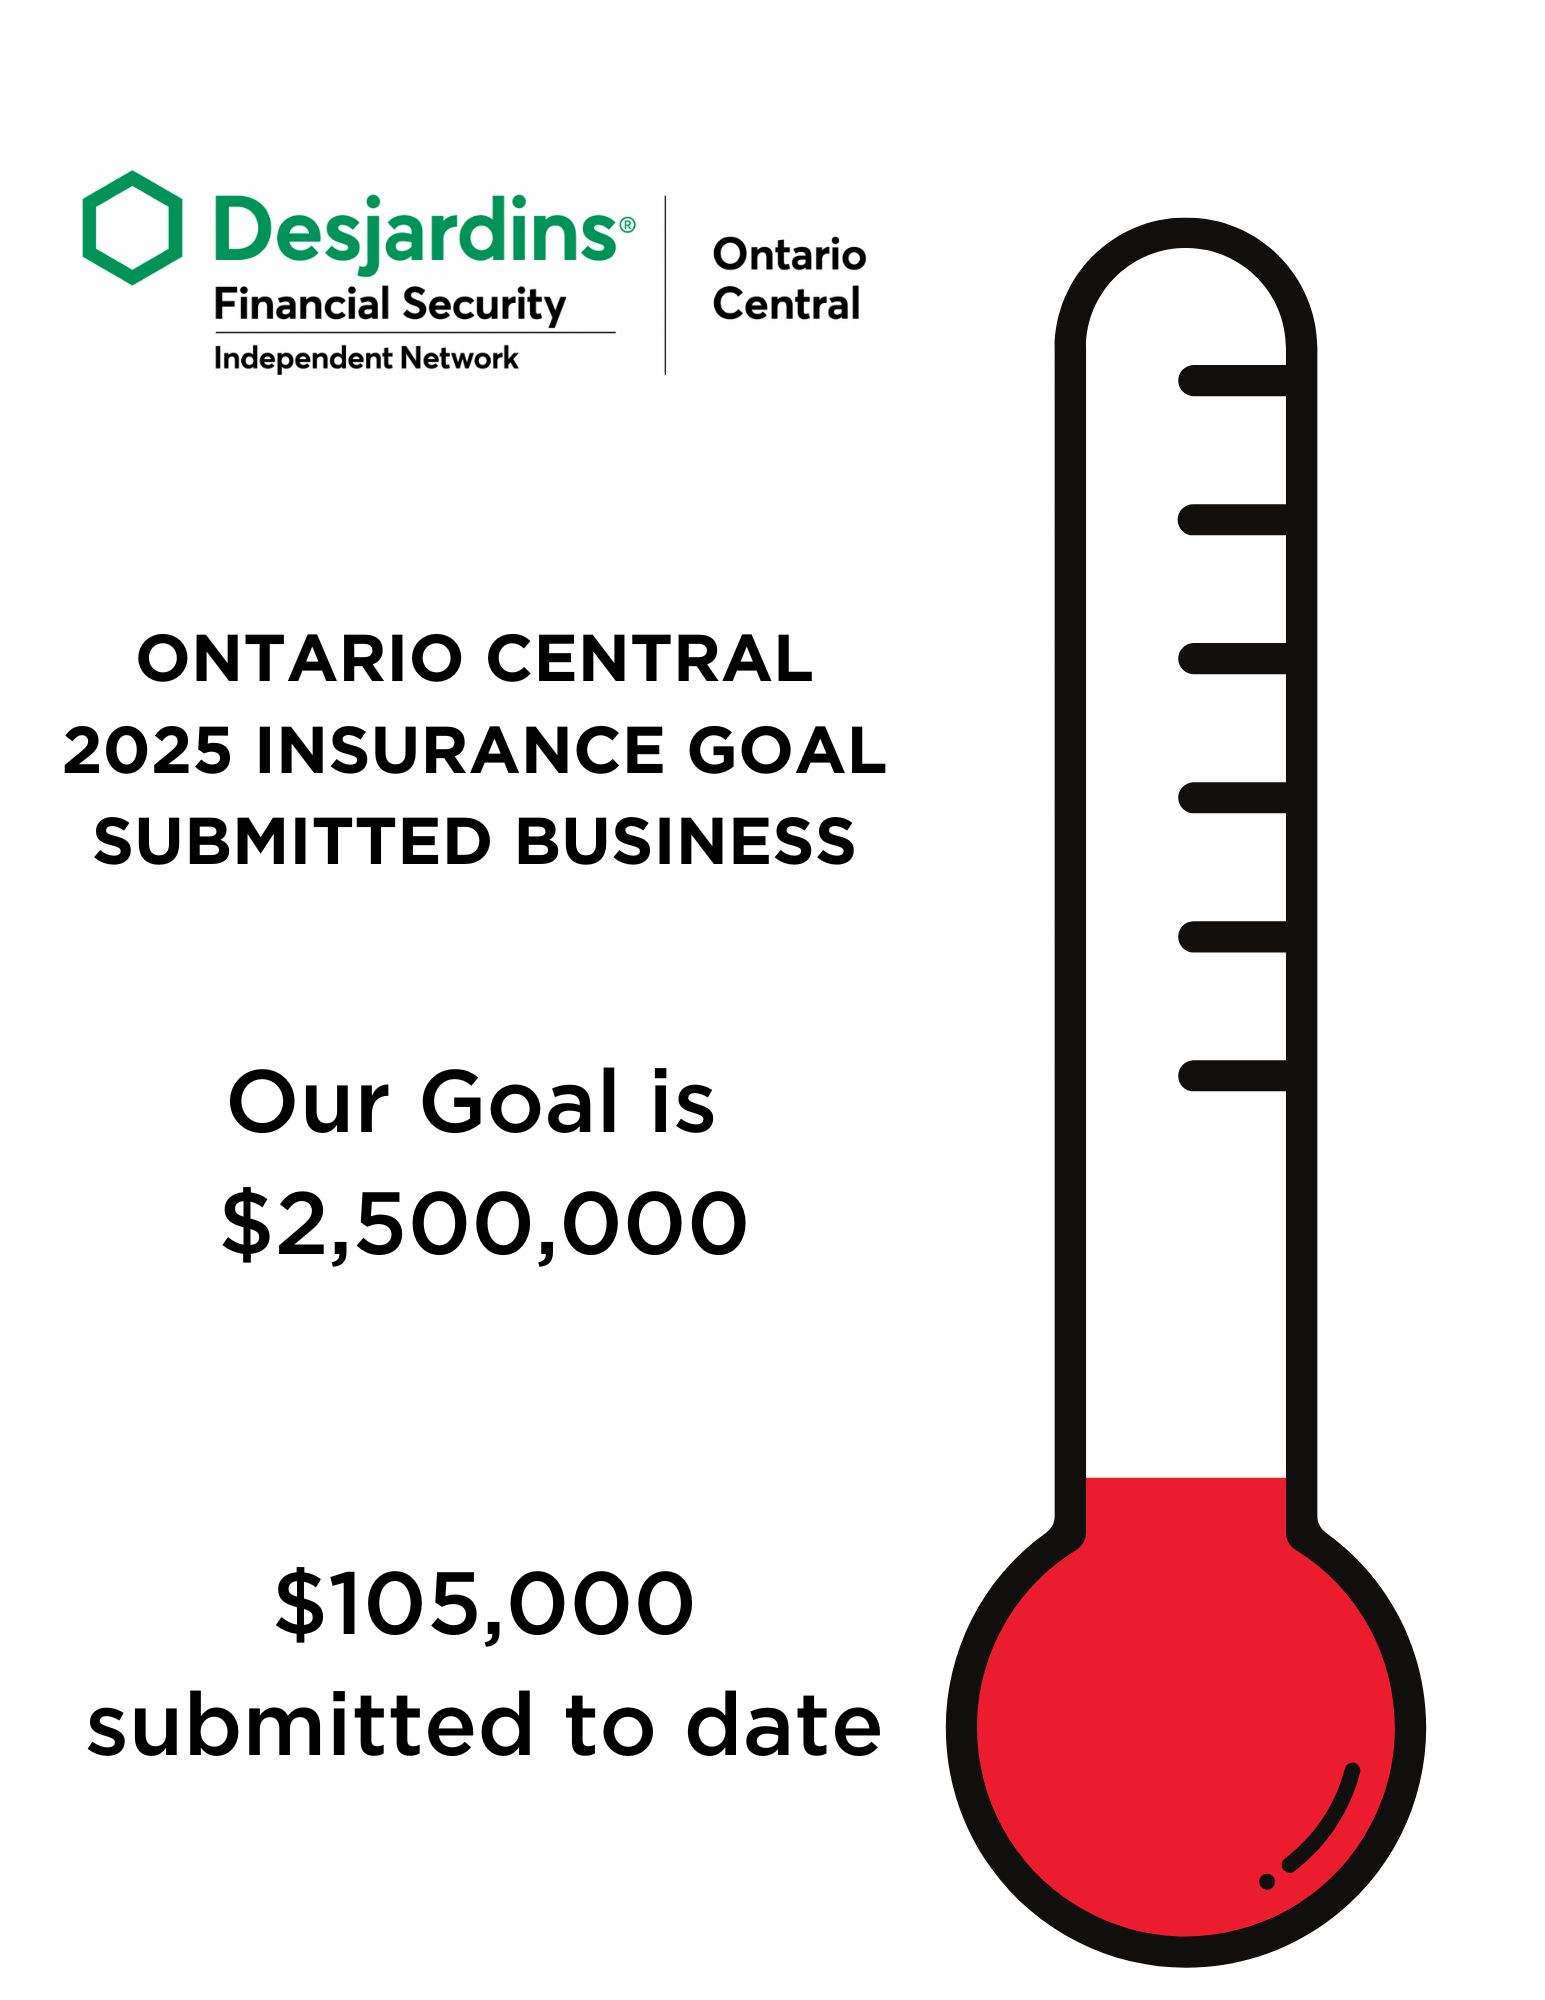 Desjardins®
Financial Security
Independent Network
Ontario
Central
ONTARIO CENTRAL
2025 INSURANCE GOAL
SUBMITTED BUSINESS
Our Goal is
$2,500,000
$105,000
submitted to date